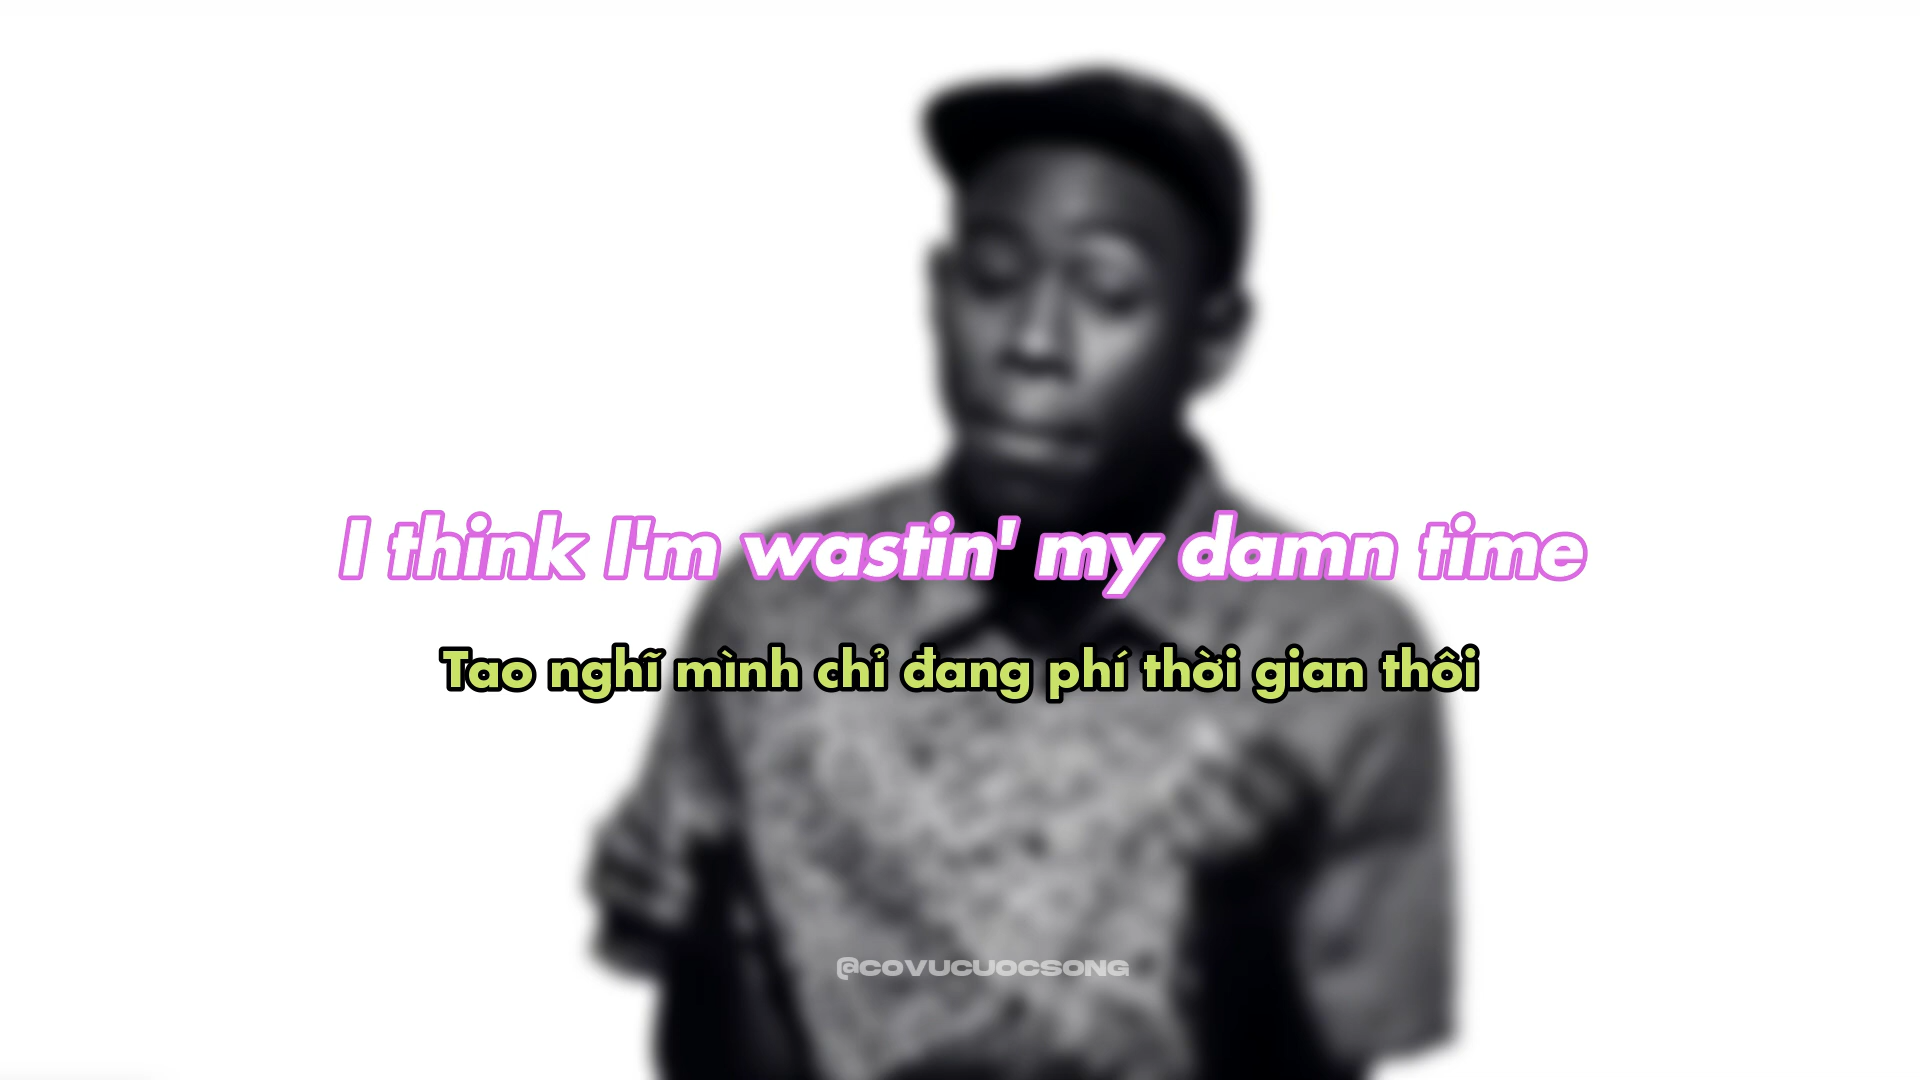 I think I'm wastin' my damn time
Tao nghĩ mình chỉ đang phí thời gian thôi
@COVUCUOCSONG